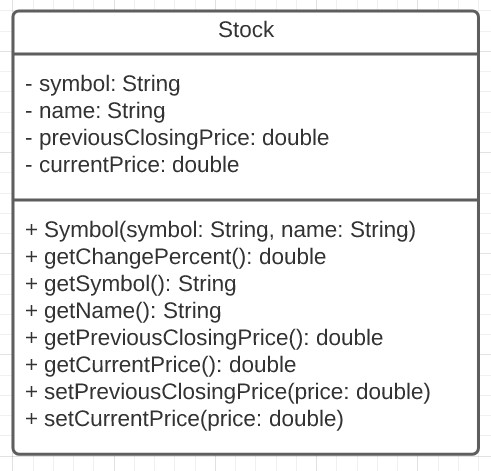 Stock
- symbol: String
- name: String
- previousClosingPrice: double
- currentPrice: double
+ Symbol(symbol: String, name: String)
+ getChangePercent(): double
+ getSymbol(): String
+ getName(): String
+ getPreviousClosingPrice(): double
+ getCurrentPrice(): double
+ setPreviousClosingPrice(price: double)
+ setCurrentPrice(price: double)